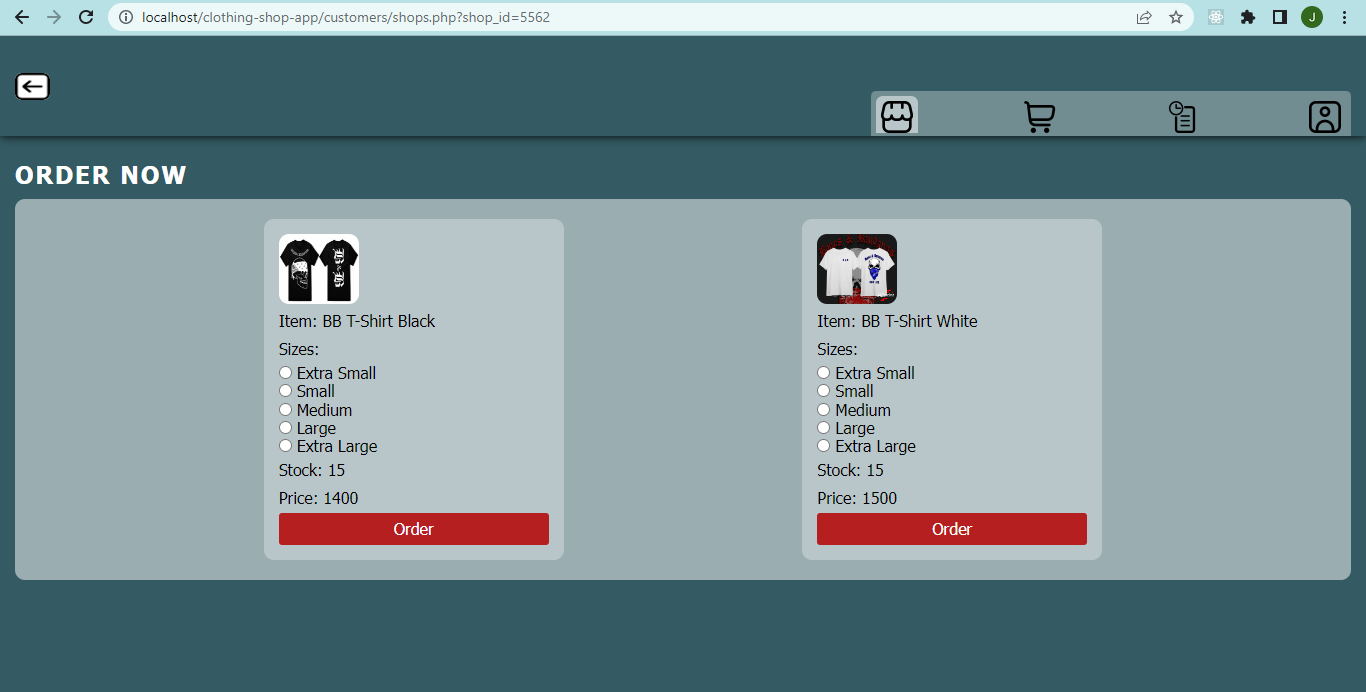 localhost/clothing-shop-app/customers/shops.php?shop_id=5562
J
ORDER NOW
Item: BB T-Shirt Black
Sizes:
Extra Small
Small
Medium
Large
Extra Large
Stock: 15
Price: 1400
Order
Item: BB T-Shirt White
Sizes:
Extra Small
Small
Medium
Large
Extra Large
Stock: 15
Price: 1500
Order